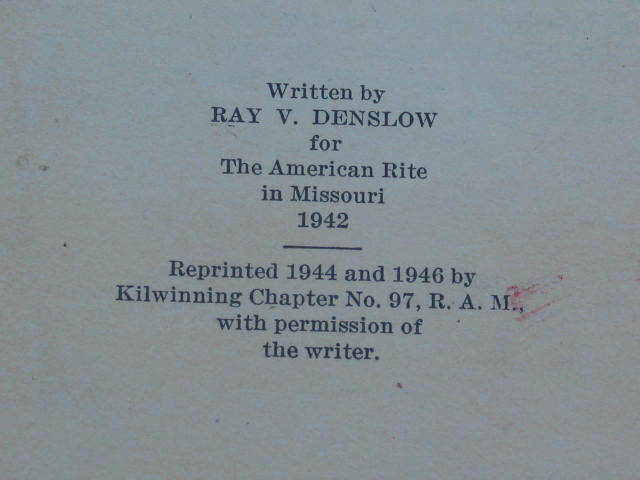 Written by
RAY V. DENSLOW
for
The American Rite
in Missouri
1942
Reprinted 1944 and 1946 by
Kilwinning Chapter No. 97, R. A. M.,
with permission of
the writer.